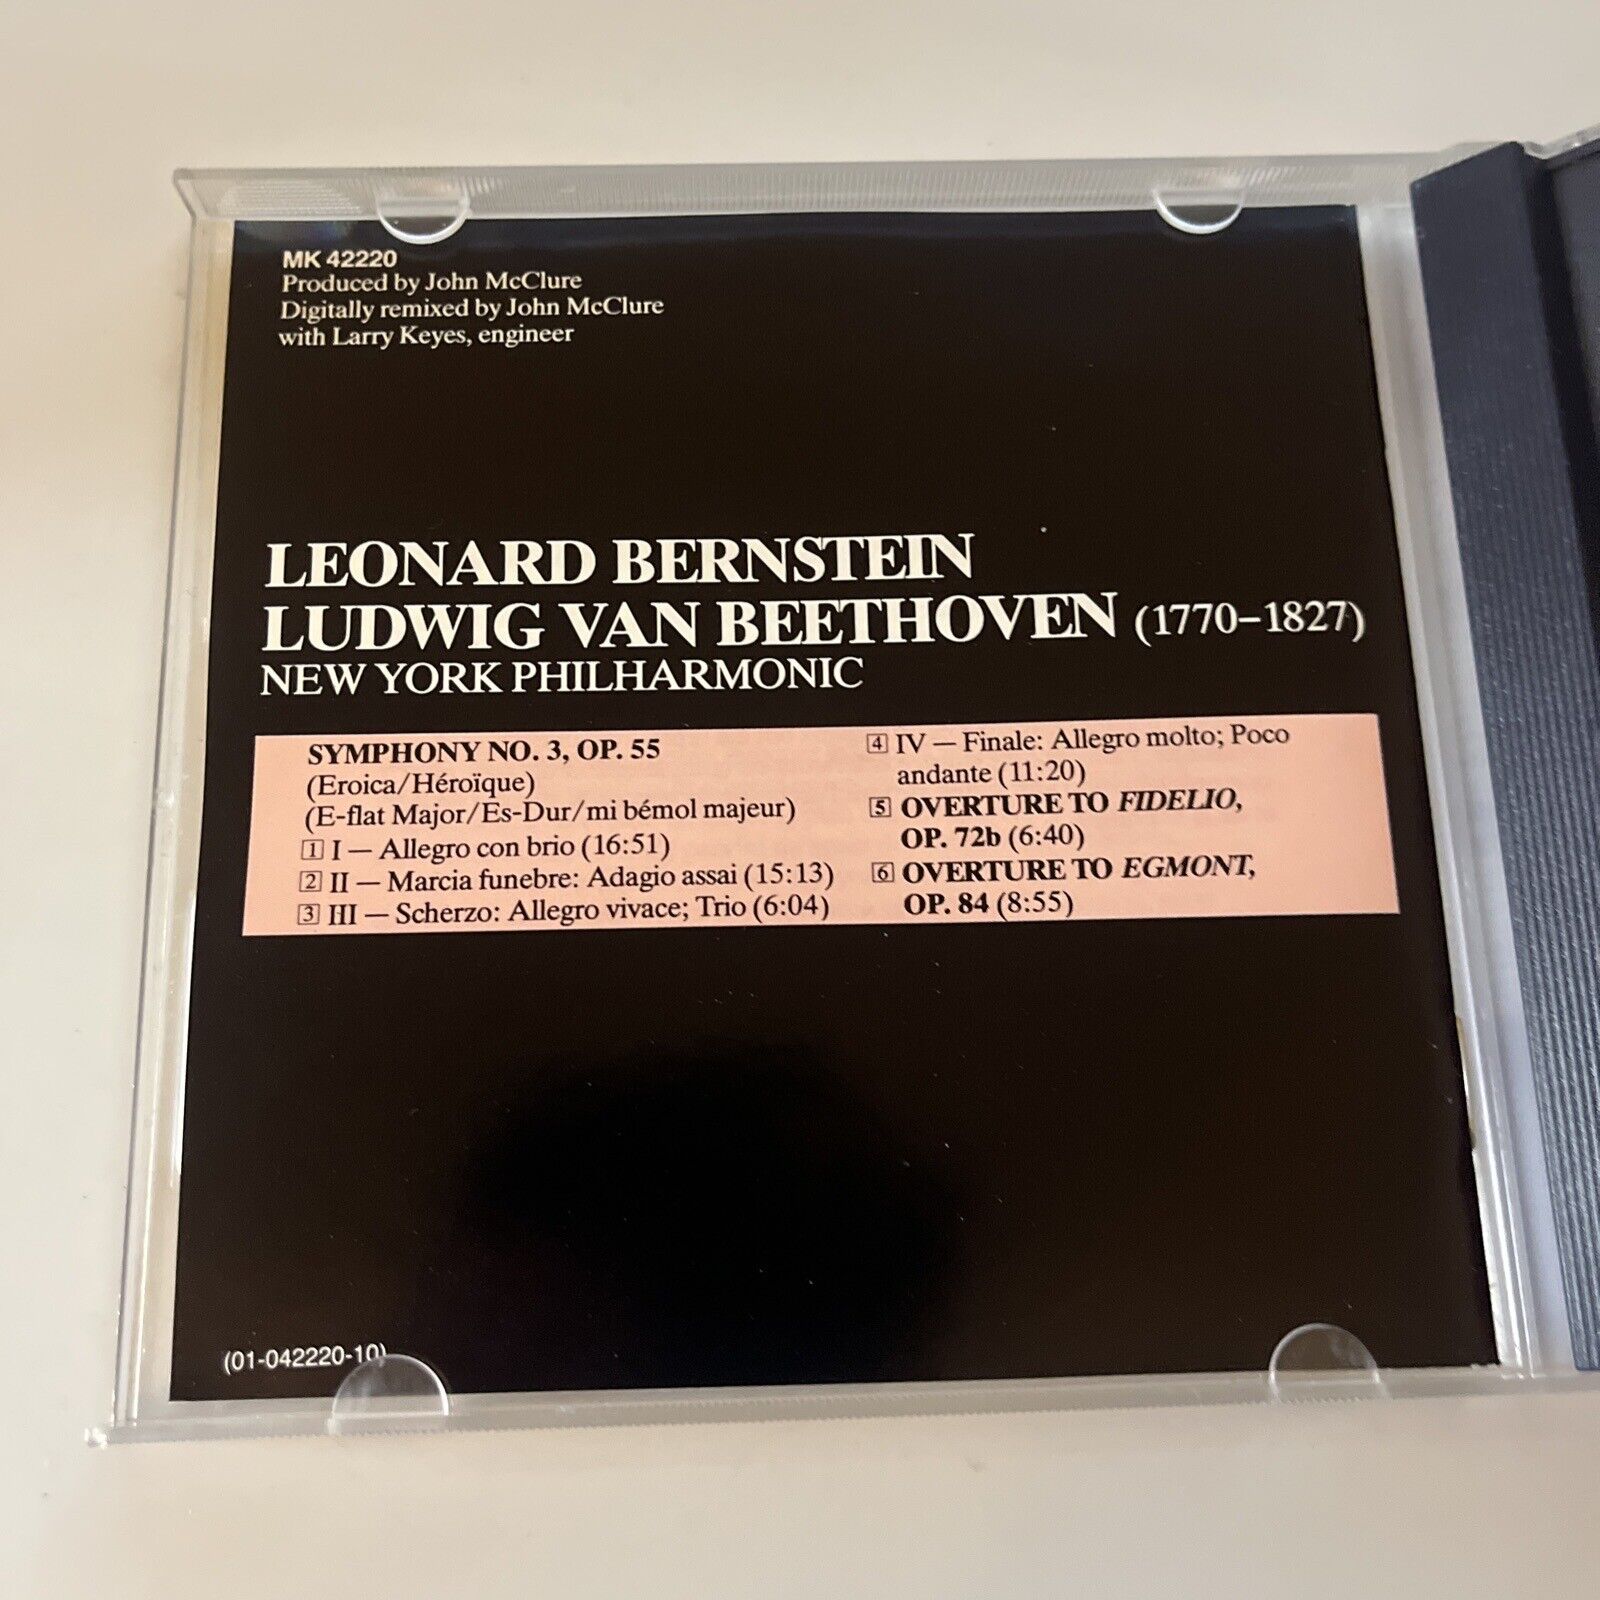 MK 42220
Produced by John McClure
Digitally remixed by John McClure
with Larry Keyes, engineer
LEONARD BERNSTEIN
LUDWIG VAN BEETHOVEN (1770–1827)
NEW YORK PHILHARMONIC
SYMPHONY NO. 3, OP. 55
(Eroica/Héroïque)
(E-flat Major/Es-Dur/mi bémol majeur)
1 I — Allegro con brio (16:51)
2 II — Marcia funebre: Adagio assai (15:13)
3 III — Scherzo: Allegro vivace; Trio (6:04)
4 IV — Finale: Allegro molto; Poco
andante (11:20)
5 OVERTURE TO FIDELIO,
OP. 72b (6:40)
6 OVERTURE TO EGMONT,
OP. 84 (8:55)
(01-042220-10)